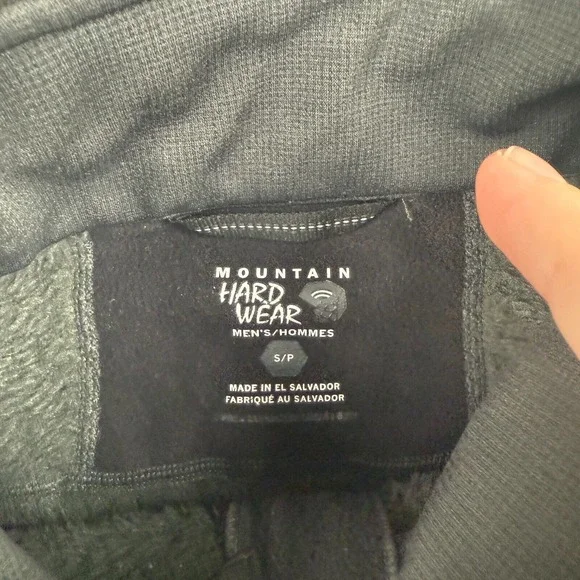 MOUNTAIN
HARD
WEAR
MEN'S/HOMMES
S/P
MADE IN EL SALVADOR
FABRIQUÉ AU SALVADOR